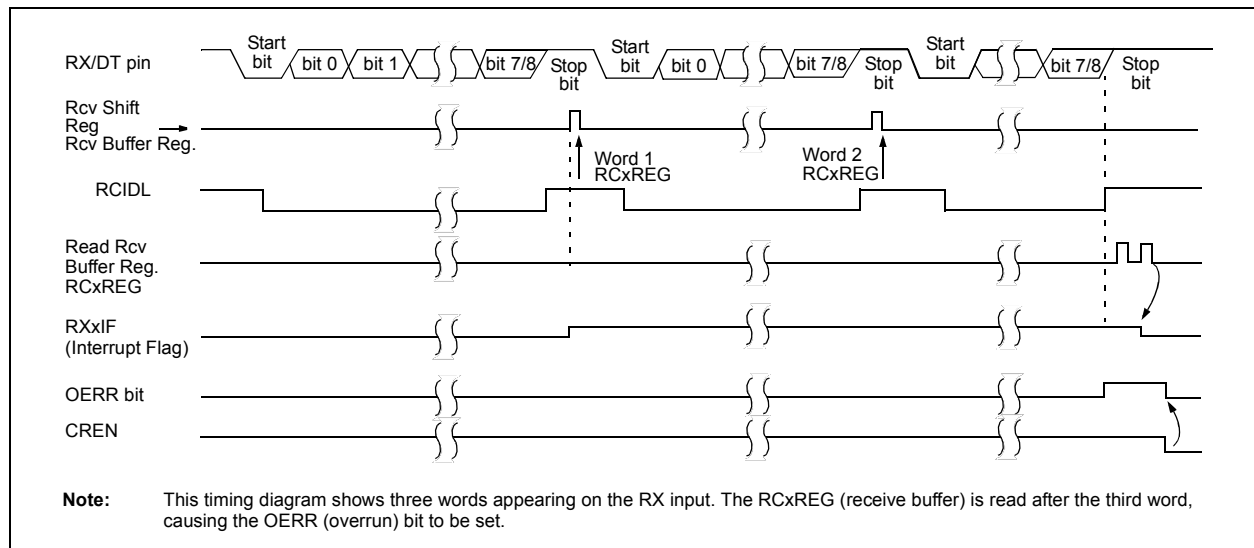 Start bit
bit 0
bit 1
bit 7/8
Stop bit
Start bit
bit 0
bit 7/8
Stop bit
Start bit
bit 7/8
Stop bit
RX/DT pin
Rcv Shift
Reg
Rcv Buffer Reg.
Word 1
RCxREG
Word 2
RCxREG
RCIDL
Read Rcv
Buffer Reg.
RCxREG
RXxIF
(Interrupt Flag)
OERR bit
CREN
Note: This timing diagram shows three words appearing on the RX input. The RCxREG (receive buffer) is read after the third word,
causing the OERR (overrun) bit to be set.